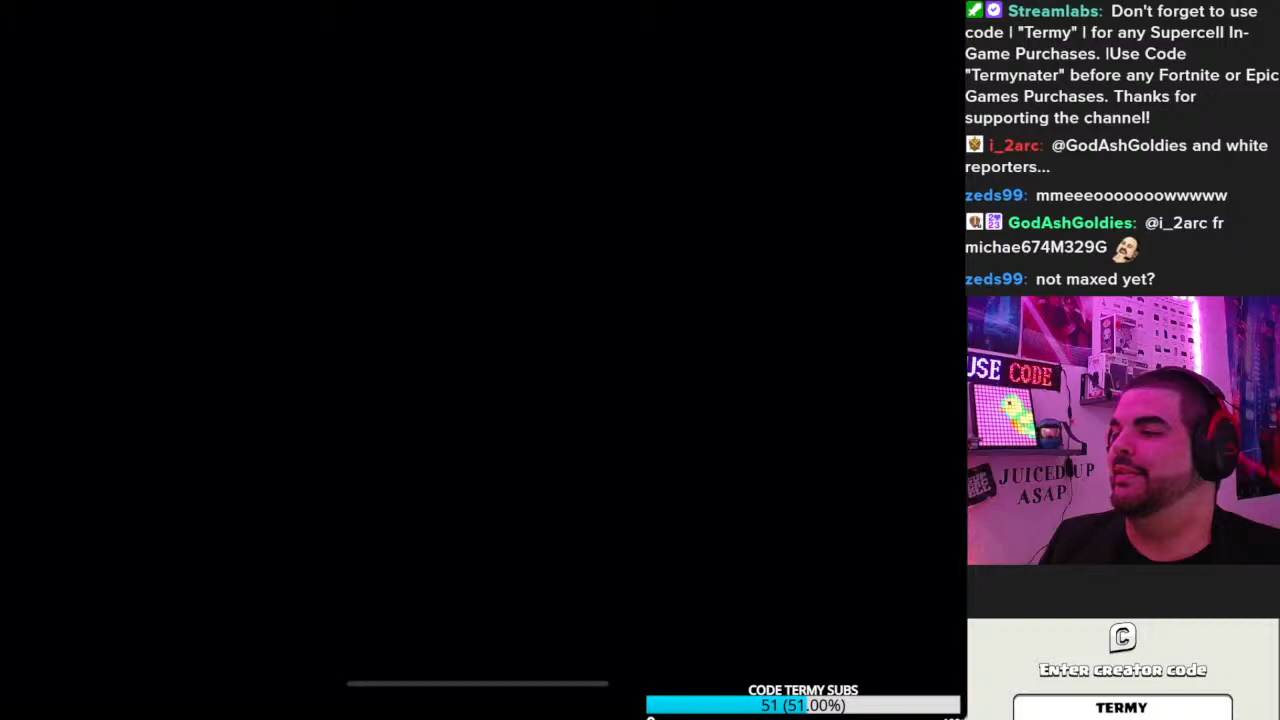 Streamlabs: Don't forget to use
code | "Termy" | for any Supercell In-
Game Purchases. |Use Code
"Termynater" before any Fortnite or Epic
Games Purchases. Thanks for
supporting the channel!
i_2arc: @GodAshGoldies and white
reporters...
zeds99: mmeeeooooooowwwww
GodAshGoldies: @i_2arc fr
michae674M329G
zeds99: not maxed yet?
USE CODE
JUICED UP
ASAP
C
Enter creator code
TERMY
CODE TERMY SUBS
51 (51.00%)